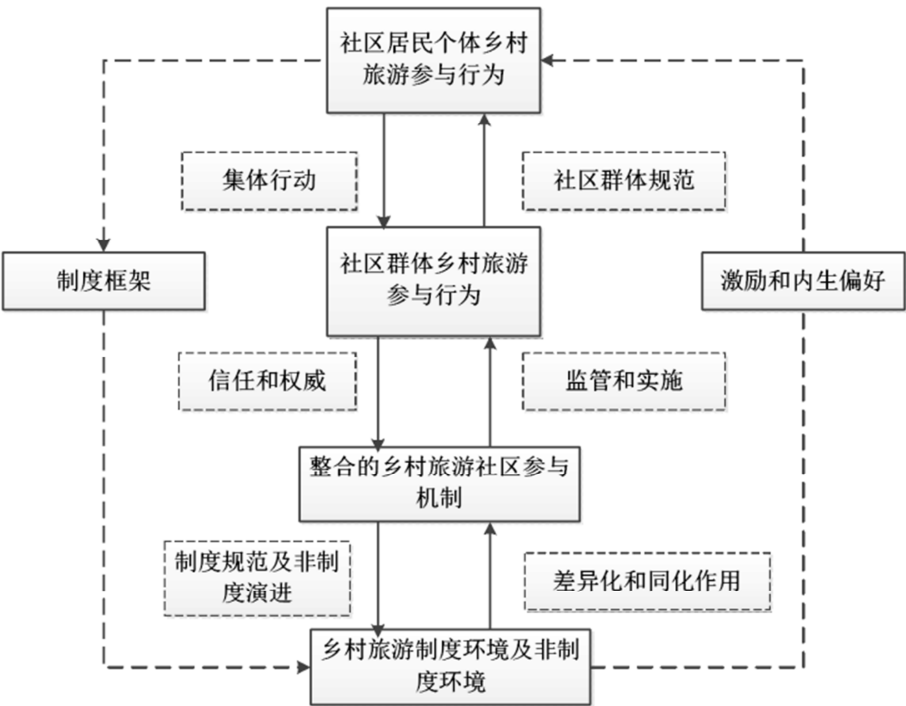 社区居民个体乡村
旅游参与行为
集体行动
社区群体规范
社区群体乡村旅游
参与行为
制度框架
激励和内生偏好
信任和权威
监管和实施
整合的乡村旅游社区参与
机制
制度规范及非制
度演进
差异化和同化作用
乡村旅游制度环境及非制
度环境